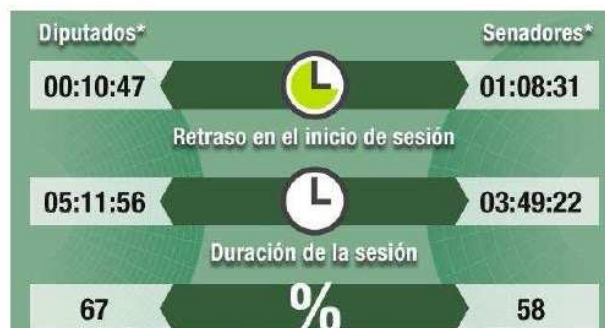 Diputados* Senadores*
00:10:47 01:08:31
Retraso en el inicio de sesión
05:11:56 03:49:22
Duración de la sesión
67 % 58